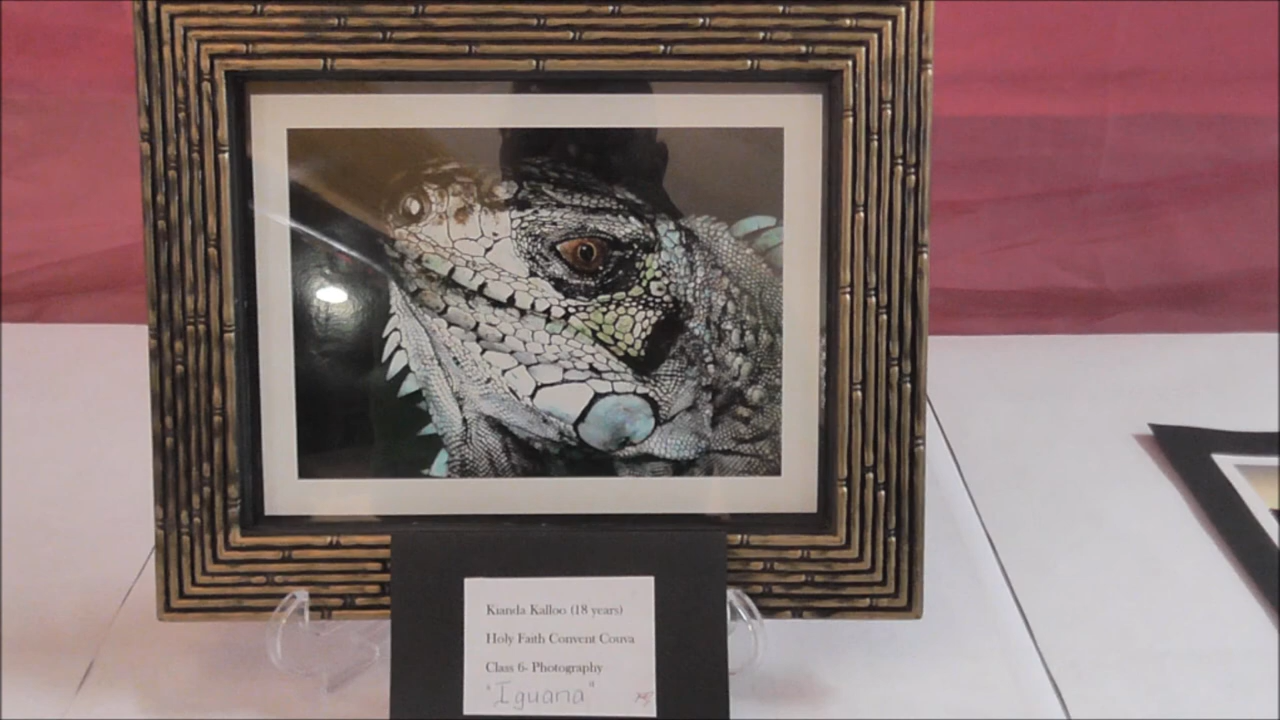 Kianda Kalloo (18 years)
Holy Faith Convent Couva
Class 6- Photography
"Iguana"